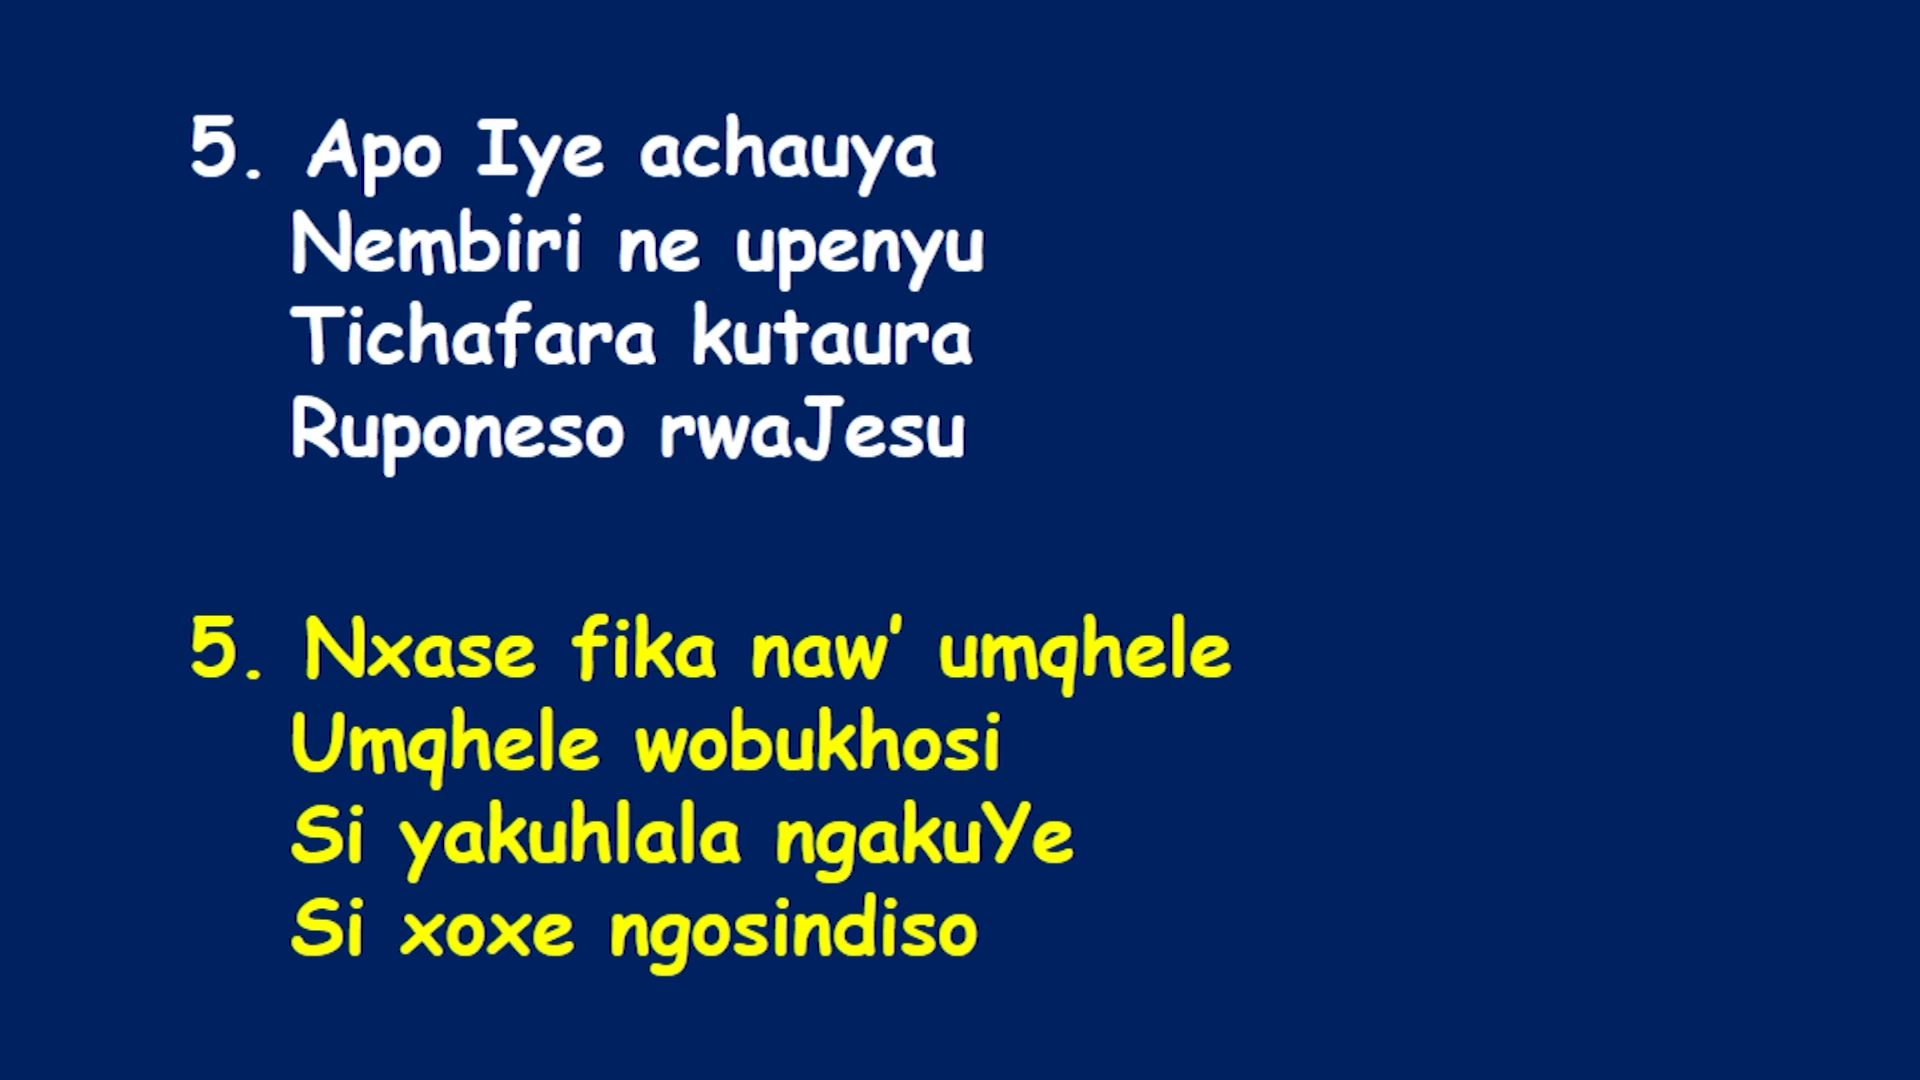 5. Apo Iye achauya
Nembiri ne upenyu
Tichafara kutaura
Ruponeso rwaJesu
5. Nxase fika naw’ umqhele
Umqhele wobukhosi
Si yakuhlala ngakuYe
Si xoxe ngosindiso